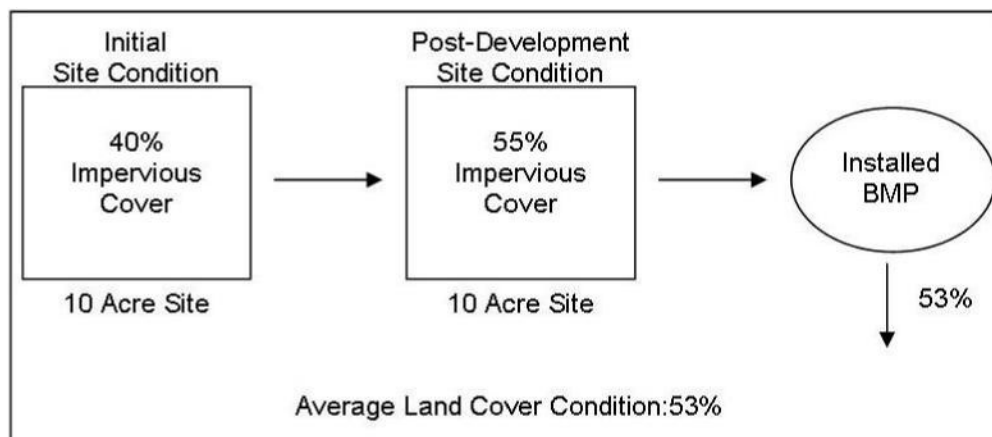 Initial
Site Condition
40%
Impervious
Cover
10 Acre Site
Post-Development
Site Condition
55%
Impervious
Cover
10 Acre Site
Installed
BMP
53%
Average Land Cover Condition:53%